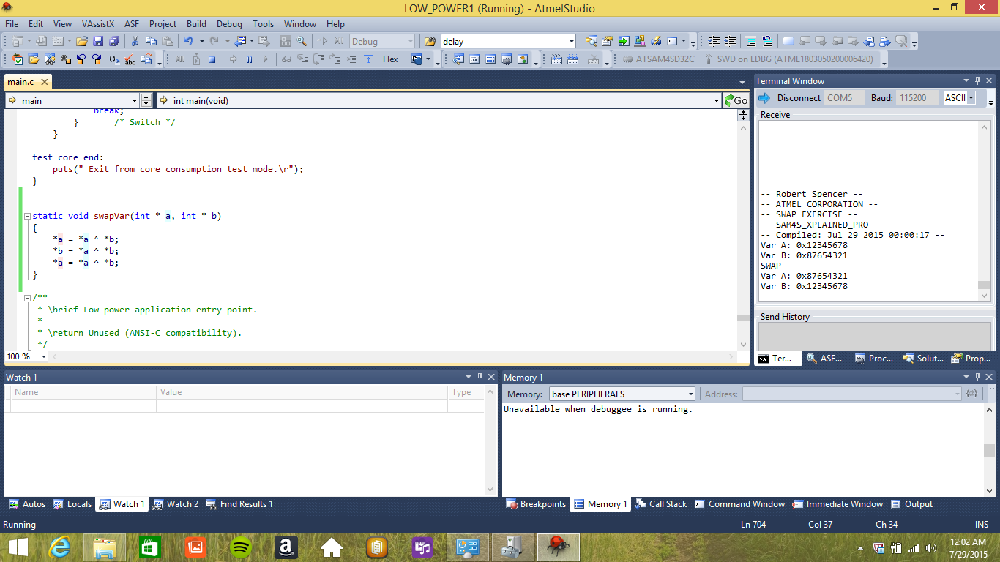 LOW_POWER1 (Running) - AtmelStudio
File Edit View VAssistX ASF Project Build Debug Tools Window Help
Debug delay
Hex ATSAM4SD32C SWD on EDBG (ATML1803050200006420)
main.c
main int main(void) Go
break;
} /* Switch */
}
test_core_end:
puts(" Exit from core consumption test mode.\r");
}
static void swapVar(int * a, int * b)
{
*a = *a ^ *b;
*b = *a ^ *b;
*a = *a ^ *b;
}
/**
* \brief Low power application entry point.
*
* \return Unused (ANSI-C compatibility).
*/
100 %
Terminal Window
Disconnect COM5 Baud: 115200 ASCII
Receive
-- Robert Spencer --
-- ATMEL CORPORATION --
-- SWAP EXERCISE --
-- SAM4S_XPLAINED_PRO --
-- Compiled: Jul 29 2015 00:00:17 --
Var A: 0x12345678
Var B: 0x87654321
SWAP
Var A: 0x87654321
Var B: 0x12345678
Send History
Ter... ASF... Proc... Solut... Prop...
Watch 1
Name Value Type
Autos Locals Watch 1 Watch 2 Find Results 1
Memory 1
Memory: base PERIPHERALS Address:
Unavailable when debuggee is running.
Breakpoints Memory 1 Call Stack Command Window Immediate Window Output
Running Ln 704 Col 37 Ch 34 INS
12:02 AM
7/29/2015